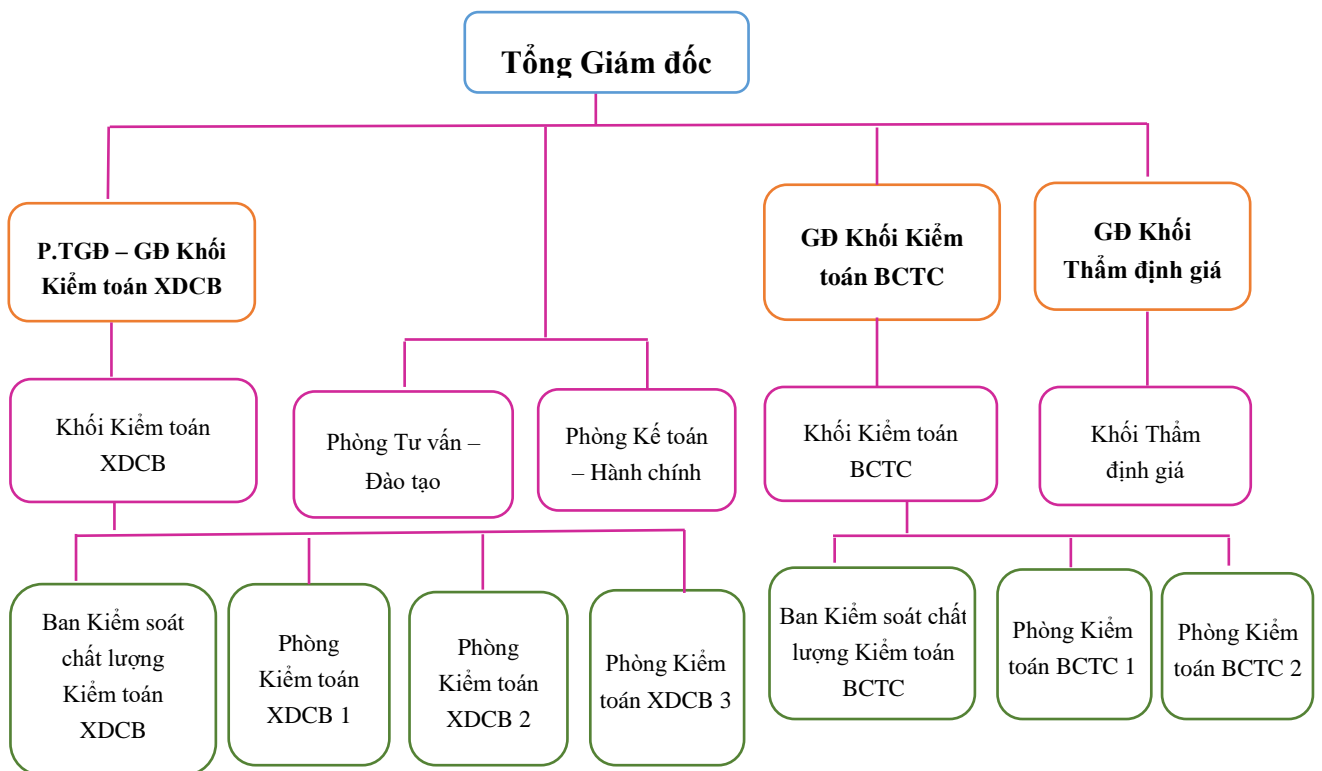 Tổng Giám đốc
P.TGĐ – GĐ Khối
Kiểm toán XDCB
GĐ Khối Kiểm
toán BCTC
GĐ Khối
Thẩm định giá
Khối Kiểm toán
XDCB
Phòng Tư vấn –
Đào tạo
Phòng Kế toán
– Hành chính
Khối Kiểm toán
BCTC
Khối Thẩm
định giá
Ban Kiểm soát
chất lượng
Kiểm toán
XDCB
Phòng
Kiểm toán
XDCB 1
Phòng
Kiểm toán
XDCB 2
Phòng Kiểm
toán XDCB 3
Ban Kiểm soát chất
lượng Kiểm toán
BCTC
Phòng Kiểm
toán BCTC 1
Phòng Kiểm
toán BCTC 2